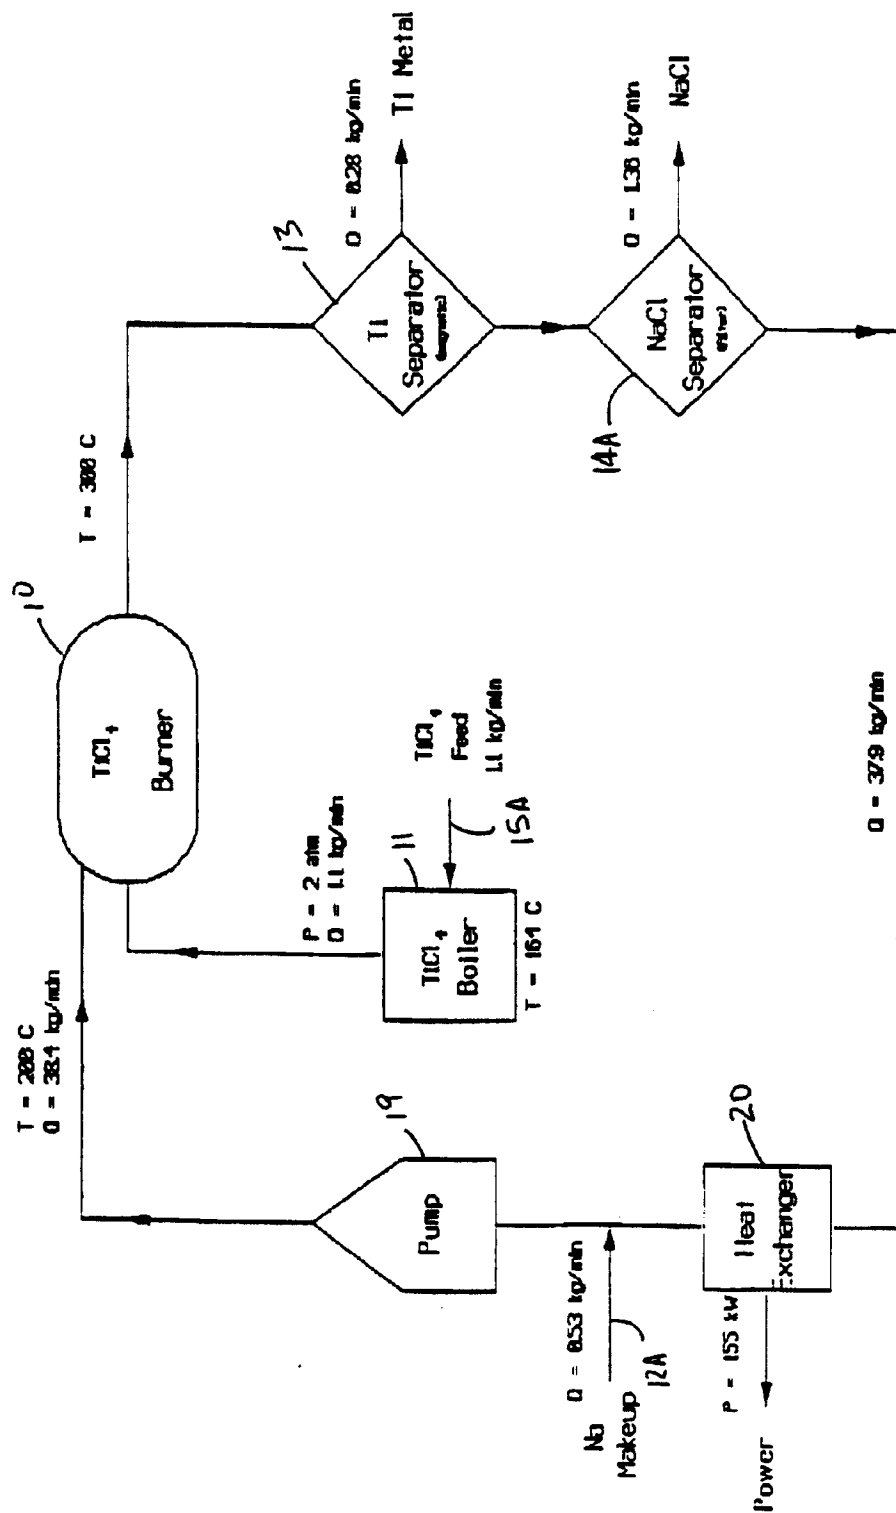 T = 200 C
Q = 38.4 kg/min
10
TiCl4
Burner
T = 300 C
P = 2 atm
Q = 1.1 kg/min
11
TiCl4
Boiler
T = 164 C
TiCl4
Feed
1.1 kg/min
15A
13
Ti
Separator
Q = 0.28 kg/min
Ti Metal
14A
NaCl
Separator
(Filter)
Q = 1.36 kg/min
NaCl
19
Pump
Q = 0.53 kg/min
Na
Makeup
12A
20
Heat
Exchanger
P = 155 kW
Power
Q = 37.9 kg/min